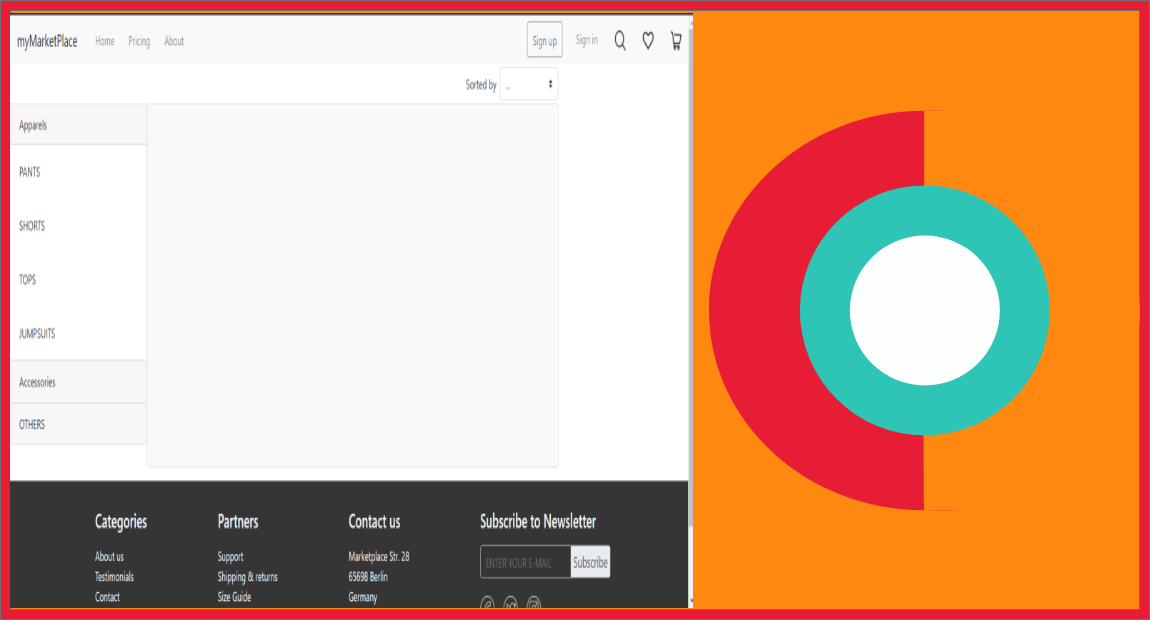 myMarketPlace Home Pricing About Sign up Sign in
Sorted by ...
Apparels
PANTS
SHORTS
TOPS
JUMPSUITS
Accessories
OTHERS
Categories Partners Contact us Subscribe to Newsletter
About us Support Marketplace Str. 28 ENTER YOUR E-MAIL Subscribe
Testimonials Shipping & returns 65698 Berlin
Contact Size Guide Germany